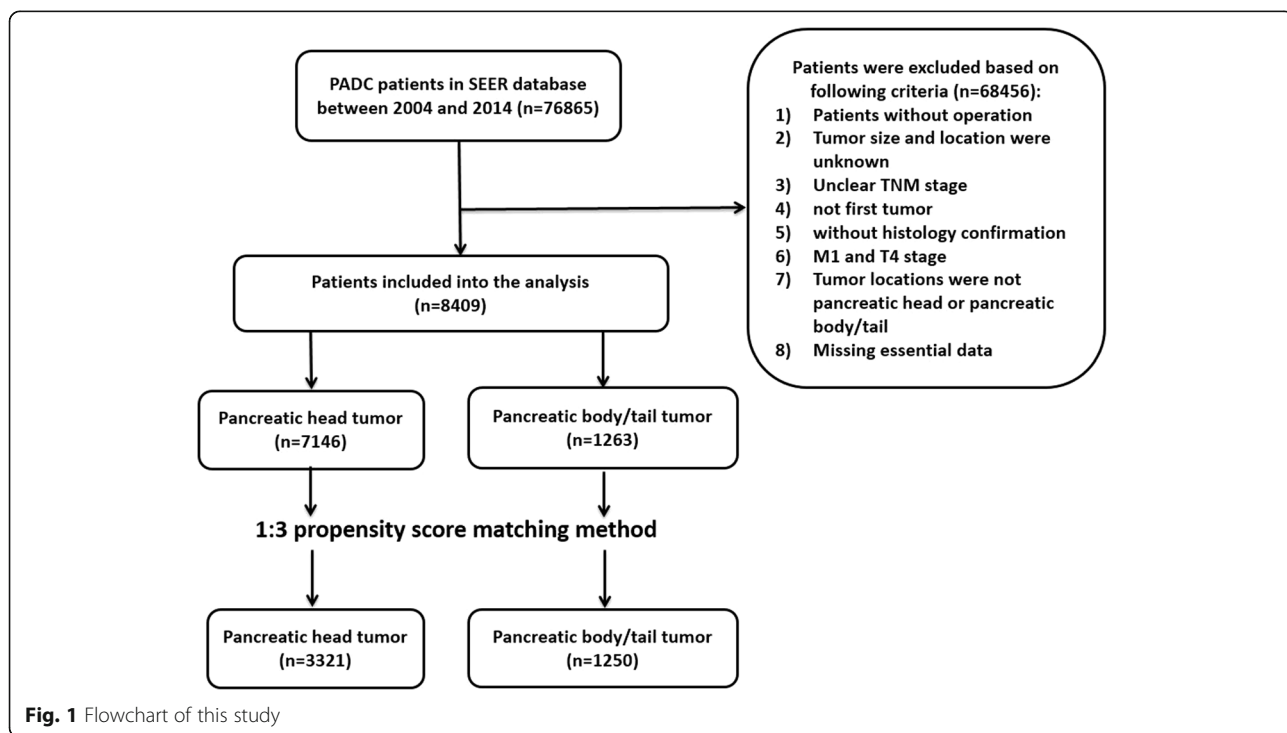 PADC patients in SEER database
between 2004 and 2014 (n=76865)
Patients were excluded based on
following criteria (n=68456):
1) Patients without operation
2) Tumor size and location were
unknown
3) Unclear TNM stage
4) not first tumor
5) without histology confirmation
6) M1 and T4 stage
7) Tumor locations were not
pancreatic head or pancreatic
body/tail
8) Missing essential data
Patients included into the analysis
(n=8409)
Pancreatic head tumor
(n=7146)
Pancreatic body/tail tumor
(n=1263)
1:3 propensity score matching method
Pancreatic head tumor
(n=3321)
Pancreatic body/tail tumor
(n=1250)
Fig. 1 Flowchart of this study